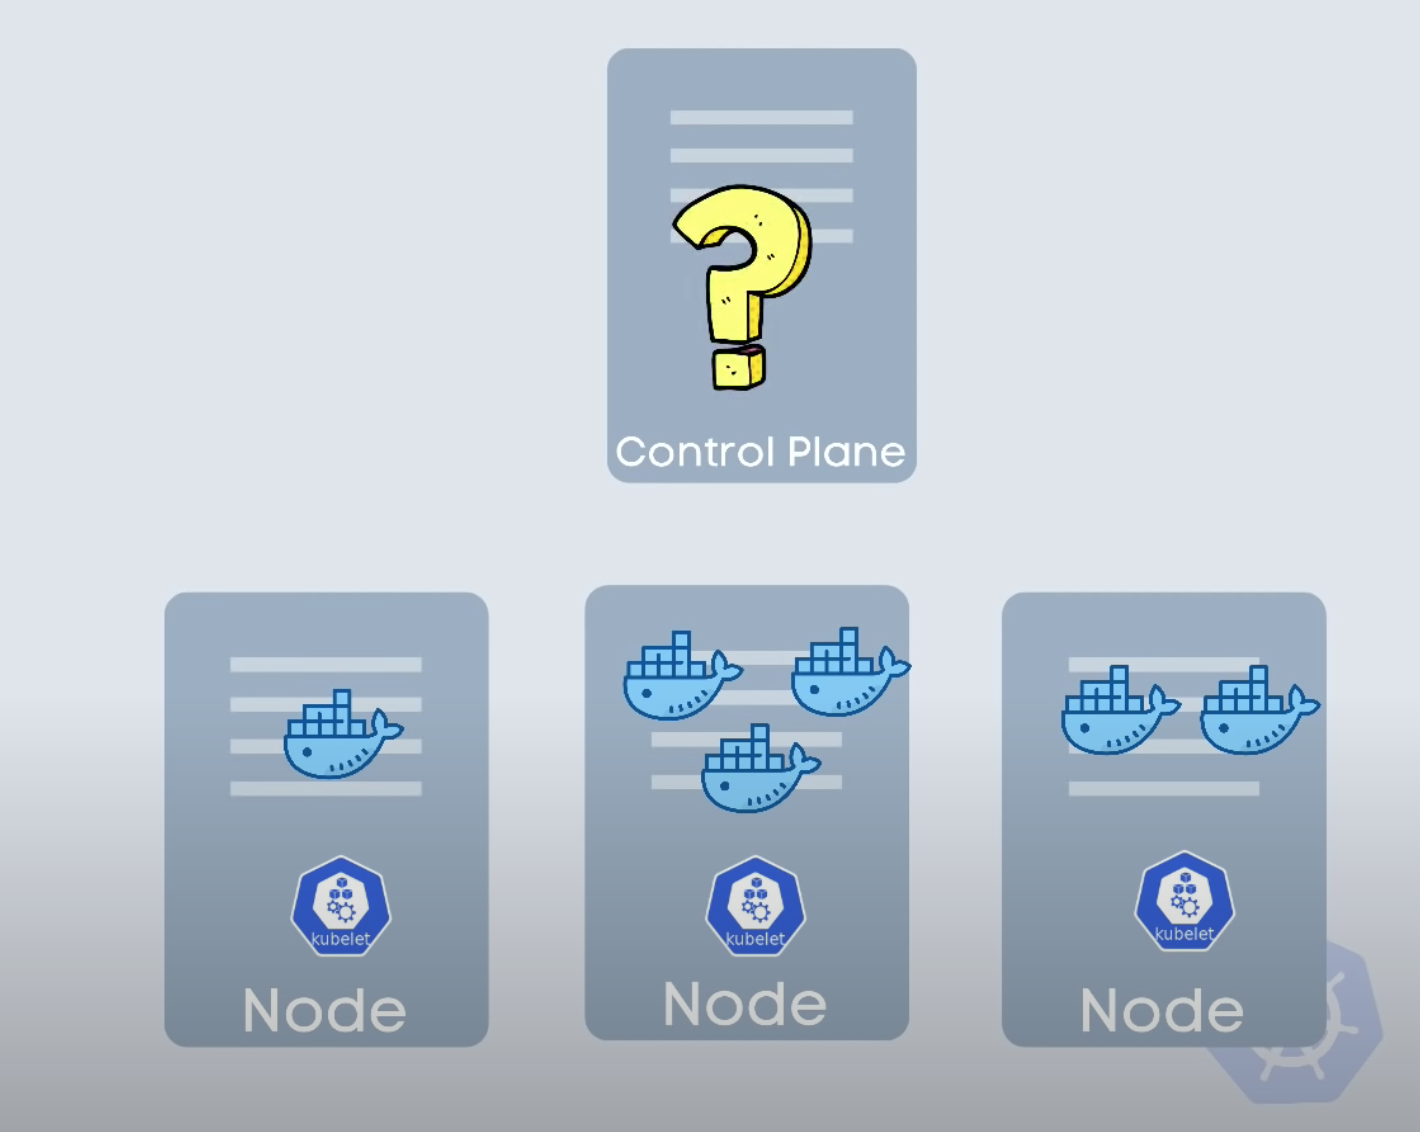 Control Plane
kubelet
kubelet
kubelet
Node
Node
Node